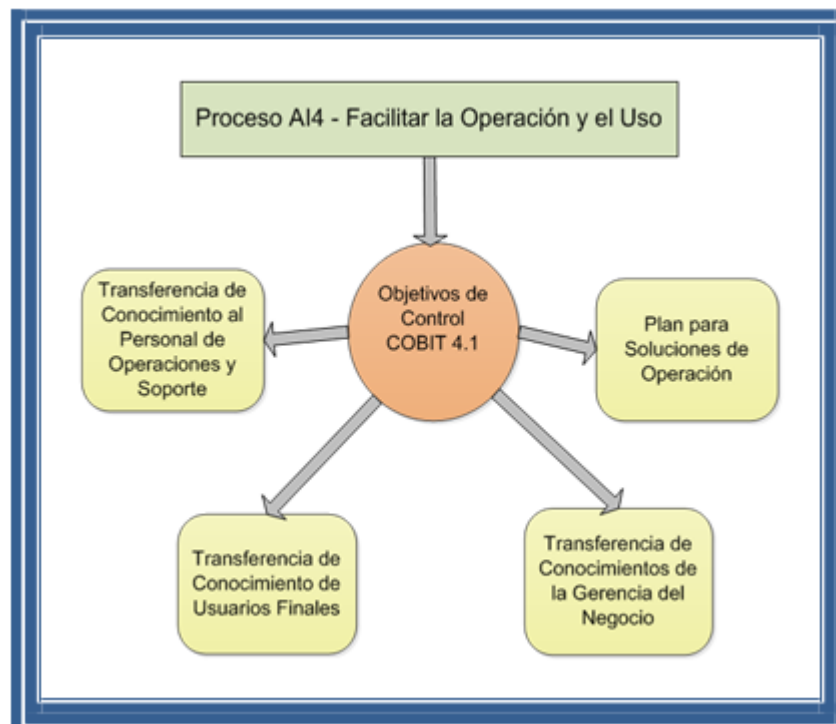 Proceso AI4 - Facilitar la Operación y el Uso
Objetivos de
Control
COBIT 4.1
Transferencia de
Conocimiento al
Personal de
Operaciones y
Soporte
Plan para
Soluciones de
Operación
Transferencia de
Conocimiento de
Usuarios Finales
Transferencia de
Conocimientos de
la Gerencia del
Negocio